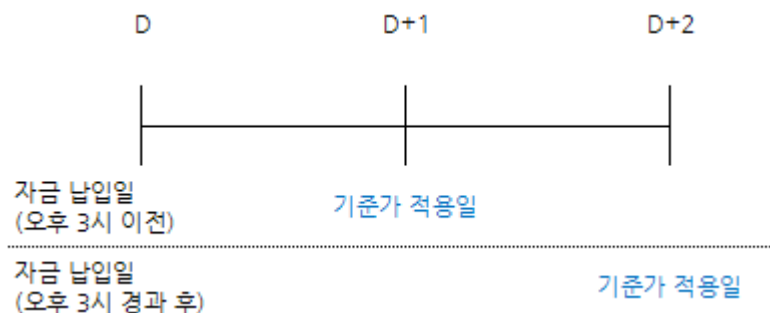 D D+1 D+2
자금 납입일
(오후 3시 이전)
기준가 적용일
자금 납입일
(오후 3시 경과 후)
기준가 적용일